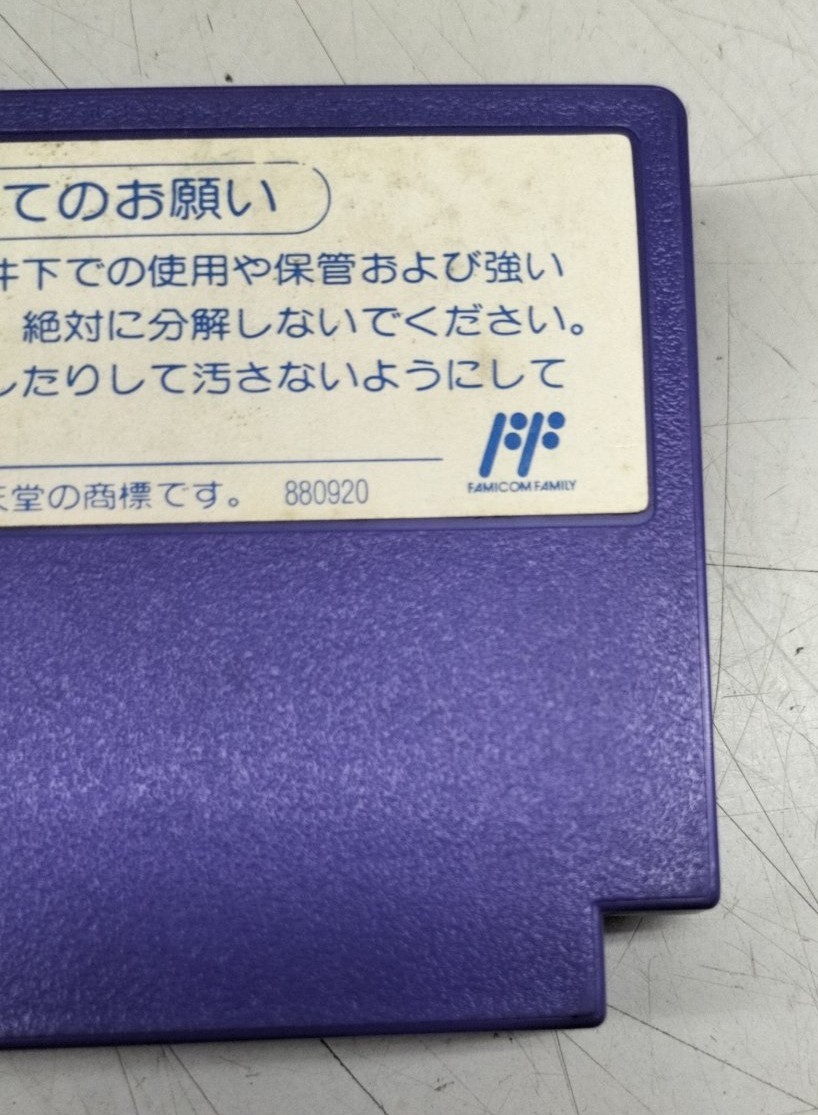 てのお願い
下での使用や保管および強い
絶対に分解しないでください。
したりして汚さないようにして
天堂の商標です。 880920
FAMICOM FAMILY